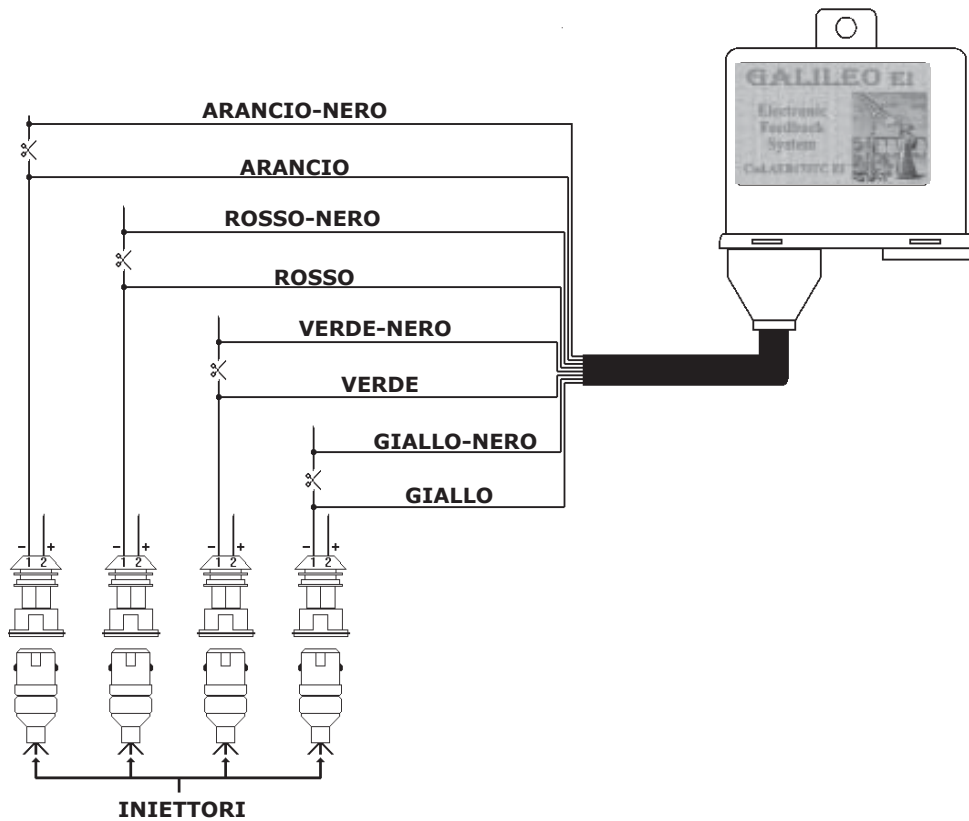 GALILEO EI
Electronic
Feedback
System
ARANCIO-NERO
ARANCIO
ROSSO-NERO
ROSSO
VERDE-NERO
VERDE
GIALLO-NERO
GIALLO
- 1 2 +
- 1 2 +
- 1 2 +
- 1 2 +
INIETTORI